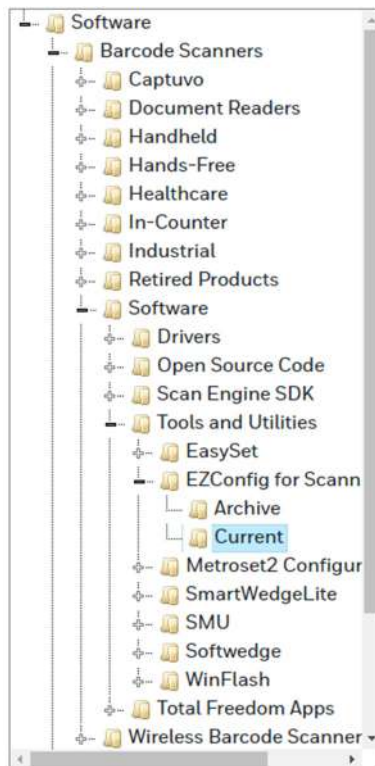 Software
Barcode Scanners
Captuvo
Document Readers
Handheld
Hands-Free
Healthcare
In-Counter
Industrial
Retired Products
Software
Drivers
Open Source Code
Scan Engine SDK
Tools and Utilities
EasySet
EZConfig for Scann
Archive
Current
Metroset2 Configur
SmartWedgeLite
SMU
Softwedge
WinFlash
Total Freedom Apps
Wireless Barcode Scanner